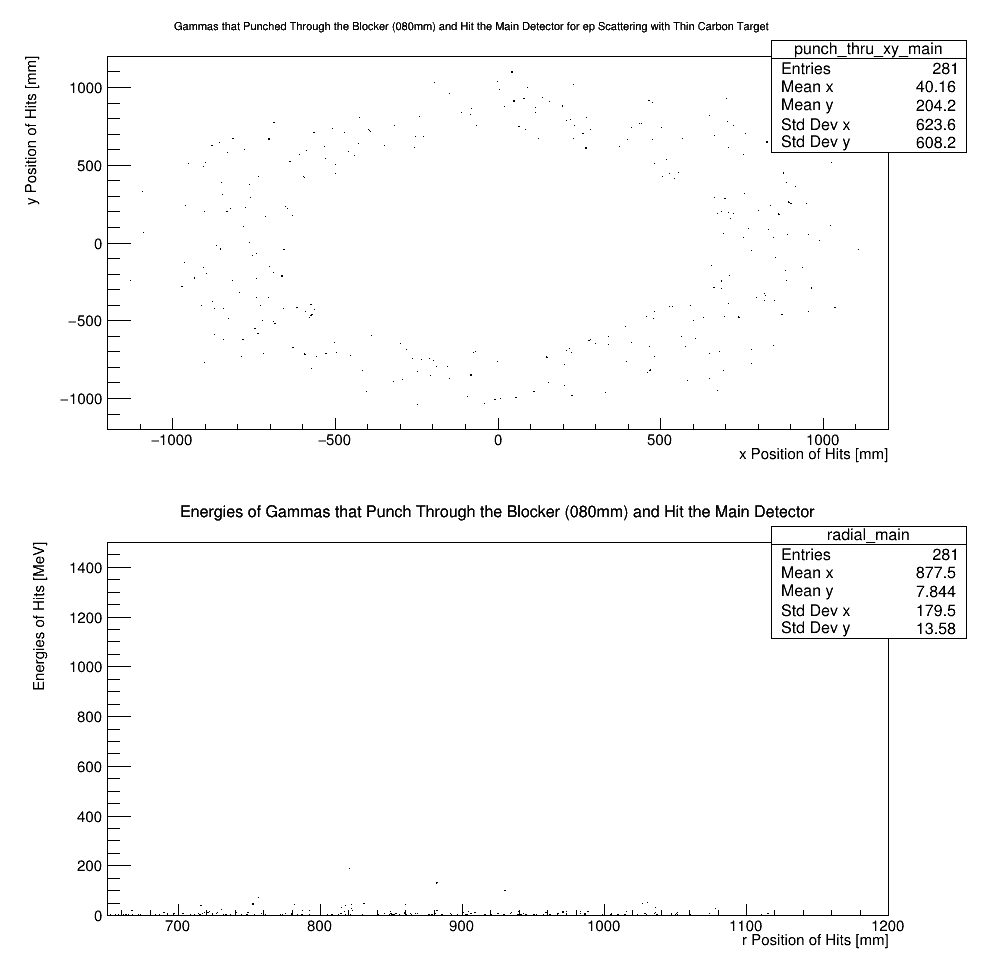 Gammas that Punched Through the Blocker (080mm) and Hit the Main Detector for ep Scattering with Thin Carbon Target
punch_thru_xy_main
Entries 281
Mean x 40.16
Mean y 204.2
Std Dev x 623.6
Std Dev y 608.2
y Position of Hits [mm]
1000
500
0
−500
−1000
−1000 −500 0 500 1000
x Position of Hits [mm]
Energies of Gammas that Punch Through the Blocker (080mm) and Hit the Main Detector
radial_main
Entries 281
Mean x 877.5
Mean y 7.844
Std Dev x 179.5
Std Dev y 13.58
Energies of Hits [MeV]
1400
1200
1000
800
600
400
200
0
700 800 900 1000 1100 1200
r Position of Hits [mm]